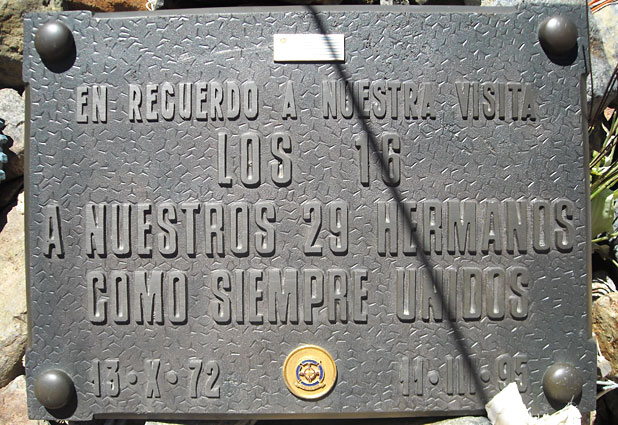 EN RECUERDO A NUESTRA VISITA
LOS 16
A NUESTROS 29 HERMANOS
COMO SIEMPRE UNIDOS
13·X·72 11·III·95